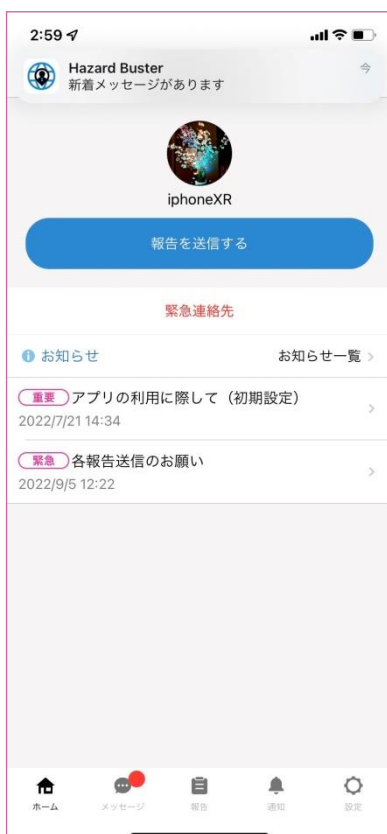 2:59
Hazard Buster
今
新着メッセージがあります
iphoneXR
報告を送信する
緊急連絡先
お知らせ
お知らせ一覧
重要 アプリの利用に際して（初期設定）
2022/7/21 14:34
緊急 各報告送信のお願い
2022/9/5 12:22
ホーム
メッセージ
報告
通知
設定